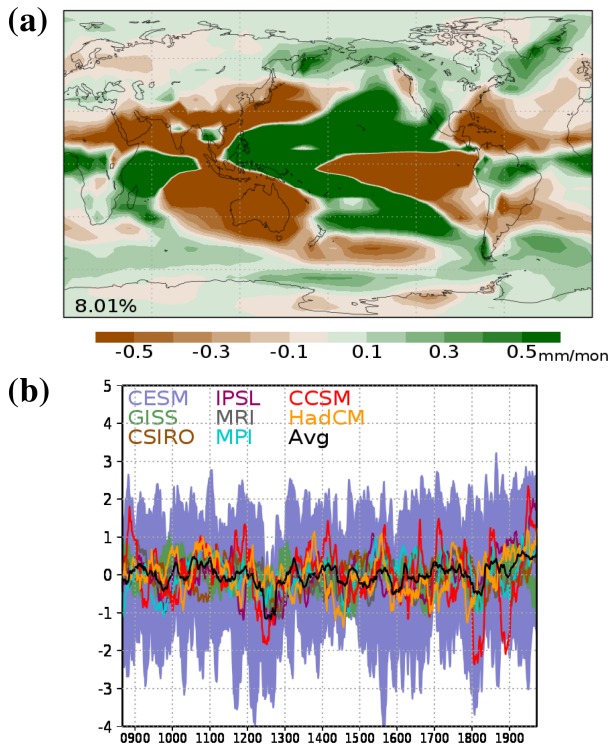 (a)
8.01%
-0.5 -0.3 -0.1 0.1 0.3 0.5 mm/mon
(b)
5
CESM IPSL CCSM
GISS MRI HadCM
CSIRO MPI Avg
4
3
2
1
0
-1
-2
-3
-4
0900 1000 1100 1200 1300 1400 1500 1600 1700 1800 1900